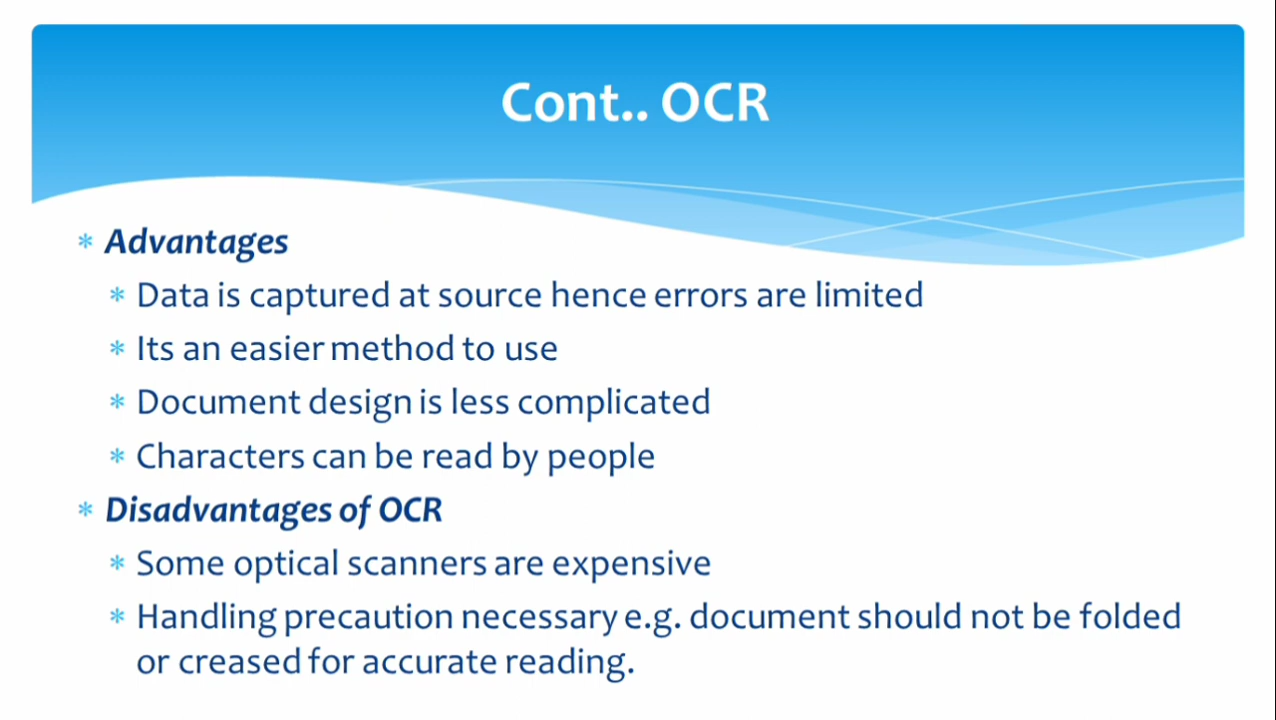 Cont.. OCR
* Advantages
* Data is captured at source hence errors are limited
* Its an easier method to use
* Document design is less complicated
* Characters can be read by people
* Disadvantages of OCR
* Some optical scanners are expensive
* Handling precaution necessary e.g. document should not be folded
or creased for accurate reading.